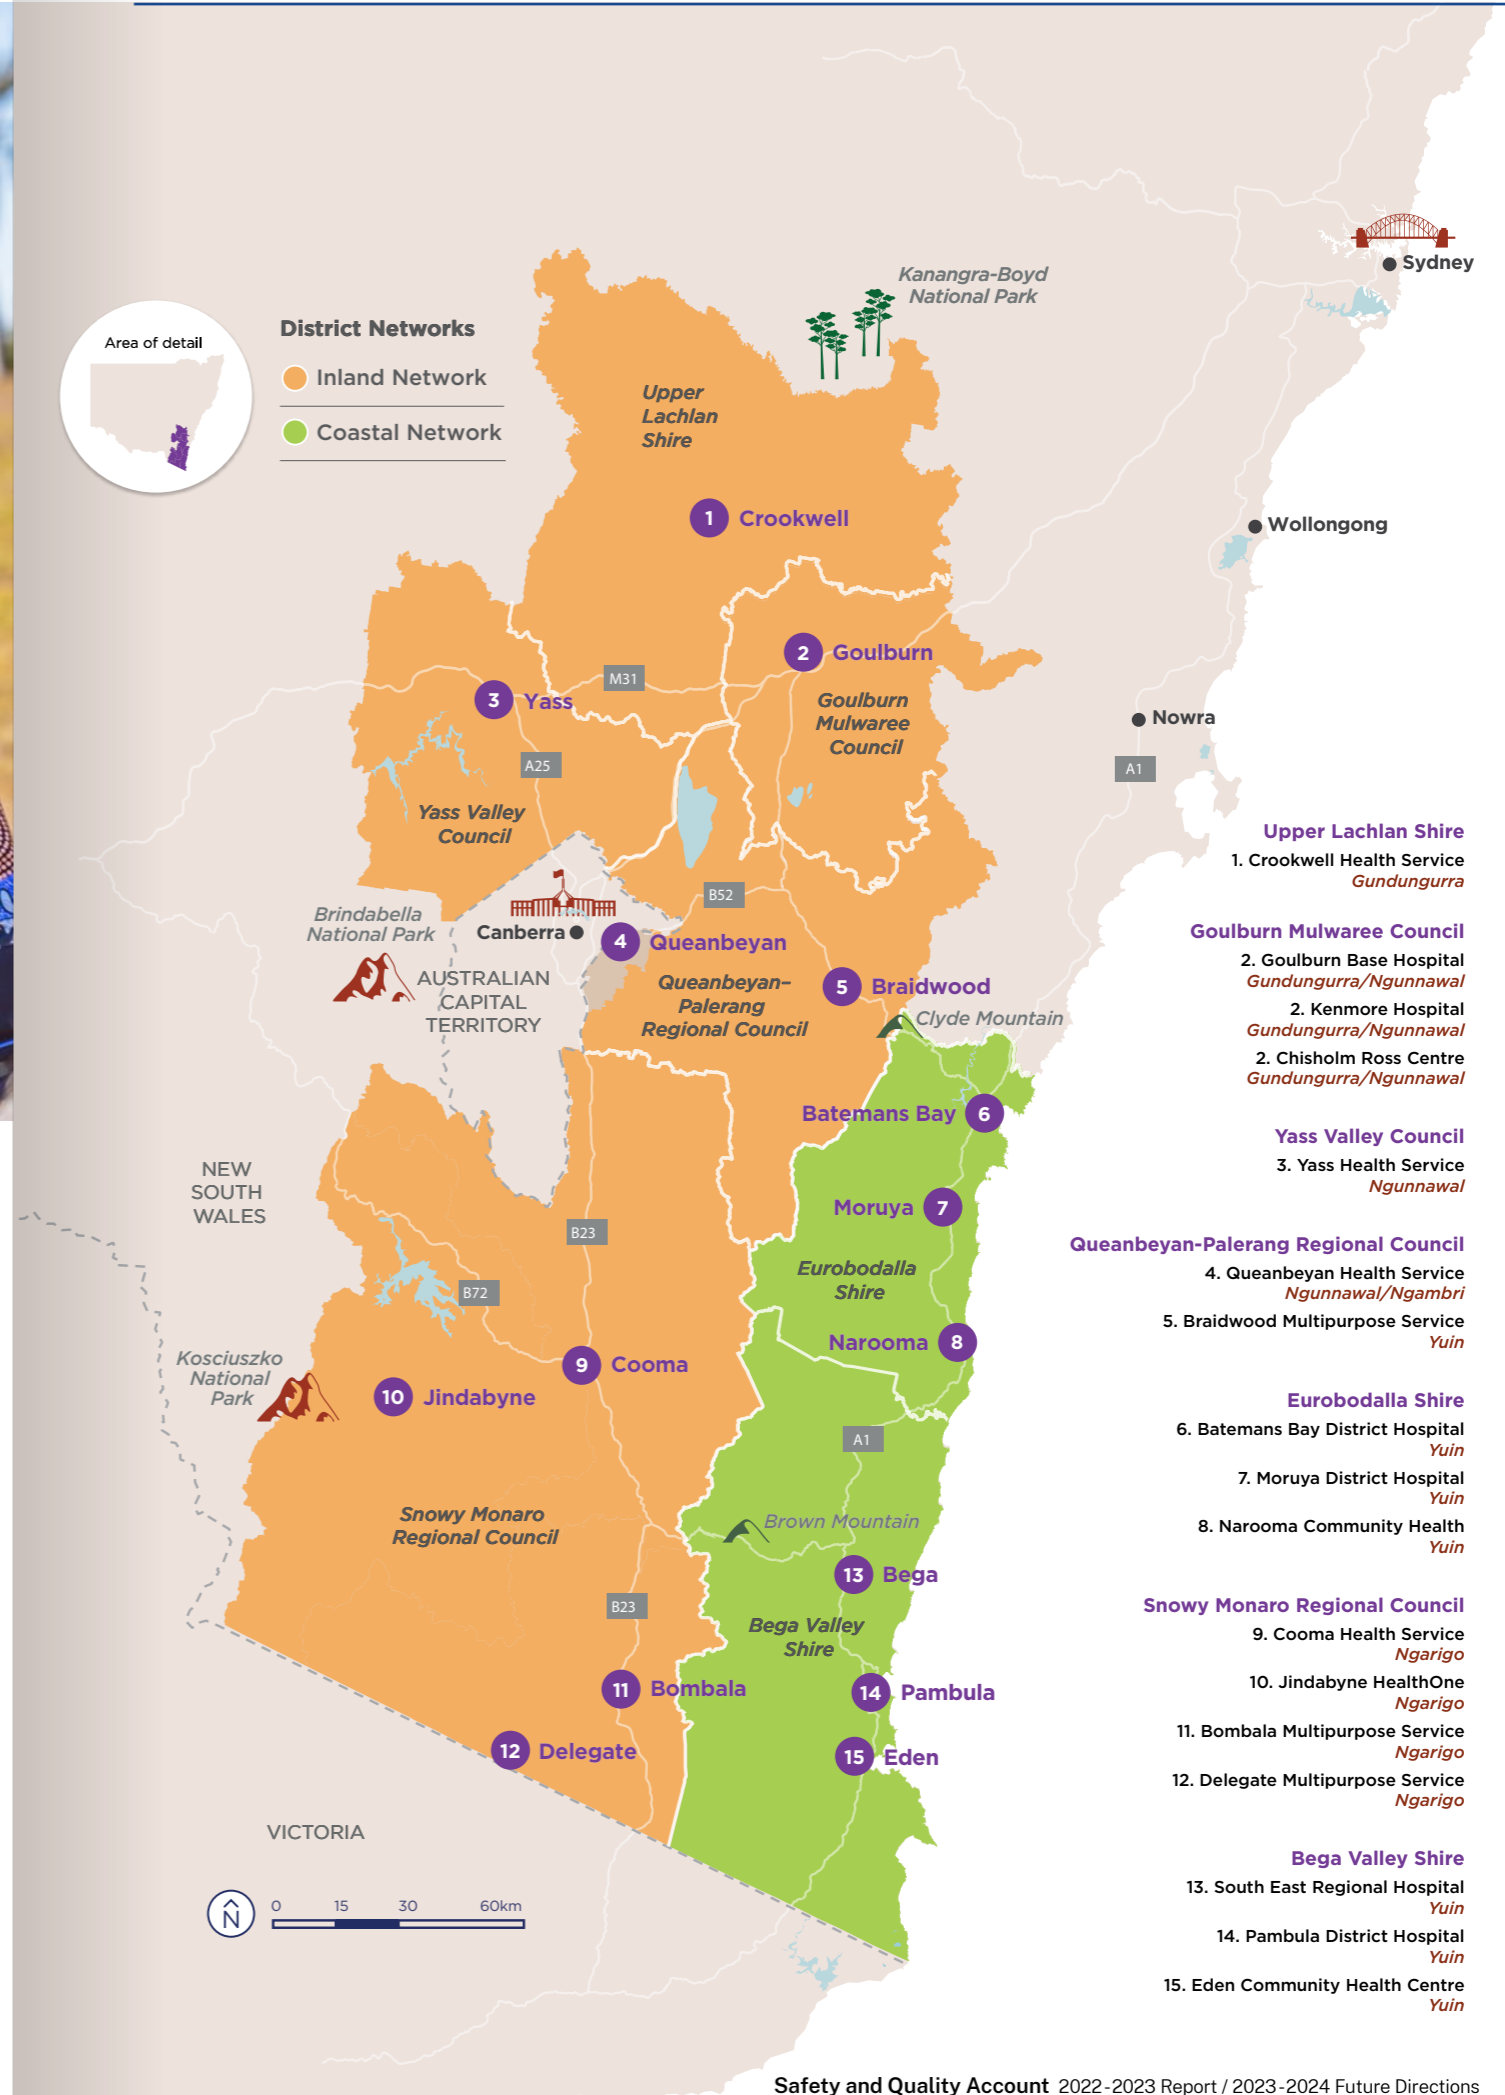 Kanangra-Boyd
National Park
Sydney
Area of detail
District Networks
Inland Network
Coastal Network
Upper
Lachlan
Shire
1 Crookwell
Wollongong
2 Goulburn
M31
3 Yass
Goulburn
Mulwaree
Council
Nowra
A25
A1
Yass Valley
Council
B52
Brindabella
National Park
Canberra
4 Queanbeyan
AUSTRALIAN
CAPITAL
TERRITORY
Queanbeyan–
Palerang
Regional Council
5 Braidwood
Clyde Mountain
Batemans Bay 6
NEW
SOUTH
WALES
Moruya 7
B23
Eurobodalla
Shire
B72
Narooma 8
Kosciuszko
National
Park
9 Cooma
10 Jindabyne
A1
Snowy Monaro
Regional Council
Brown Mountain
13 Bega
B23
Bega Valley
Shire
11 Bombala
14 Pambula
12 Delegate
15 Eden
VICTORIA
N
0 15 30 60km
Upper Lachlan Shire
1. Crookwell Health Service
Gundungurra
Goulburn Mulwaree Council
2. Goulburn Base Hospital
Gundungurra/Ngunnawal
2. Kenmore Hospital
Gundungurra/Ngunnawal
2. Chisholm Ross Centre
Gundungurra/Ngunnawal
Yass Valley Council
3. Yass Health Service
Ngunnawal
Queanbeyan-Palerang Regional Council
4. Queanbeyan Health Service
Ngunnawal/Ngambri
5. Braidwood Multipurpose Service
Yuin
Eurobodalla Shire
6. Batemans Bay District Hospital
Yuin
7. Moruya District Hospital
Yuin
8. Narooma Community Health
Yuin
Snowy Monaro Regional Council
9. Cooma Health Service
Ngarigo
10. Jindabyne HealthOne
Ngarigo
11. Bombala Multipurpose Service
Ngarigo
12. Delegate Multipurpose Service
Ngarigo
Bega Valley Shire
13. South East Regional Hospital
Yuin
14. Pambula District Hospital
Yuin
15. Eden Community Health Centre
Yuin
Safety and Quality Account 2022-2023 Report / 2023-2024 Future Directions